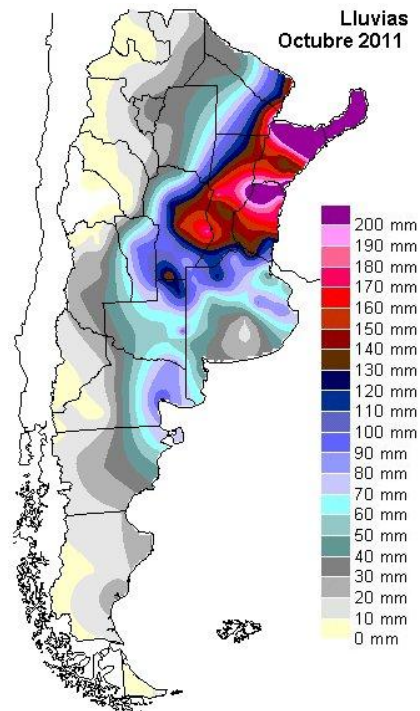 Lluvias
Octubre 2011
200 mm
190 mm
180 mm
170 mm
160 mm
150 mm
140 mm
130 mm
120 mm
110 mm
100 mm
90 mm
80 mm
70 mm
60 mm
50 mm
40 mm
30 mm
20 mm
10 mm
0 mm